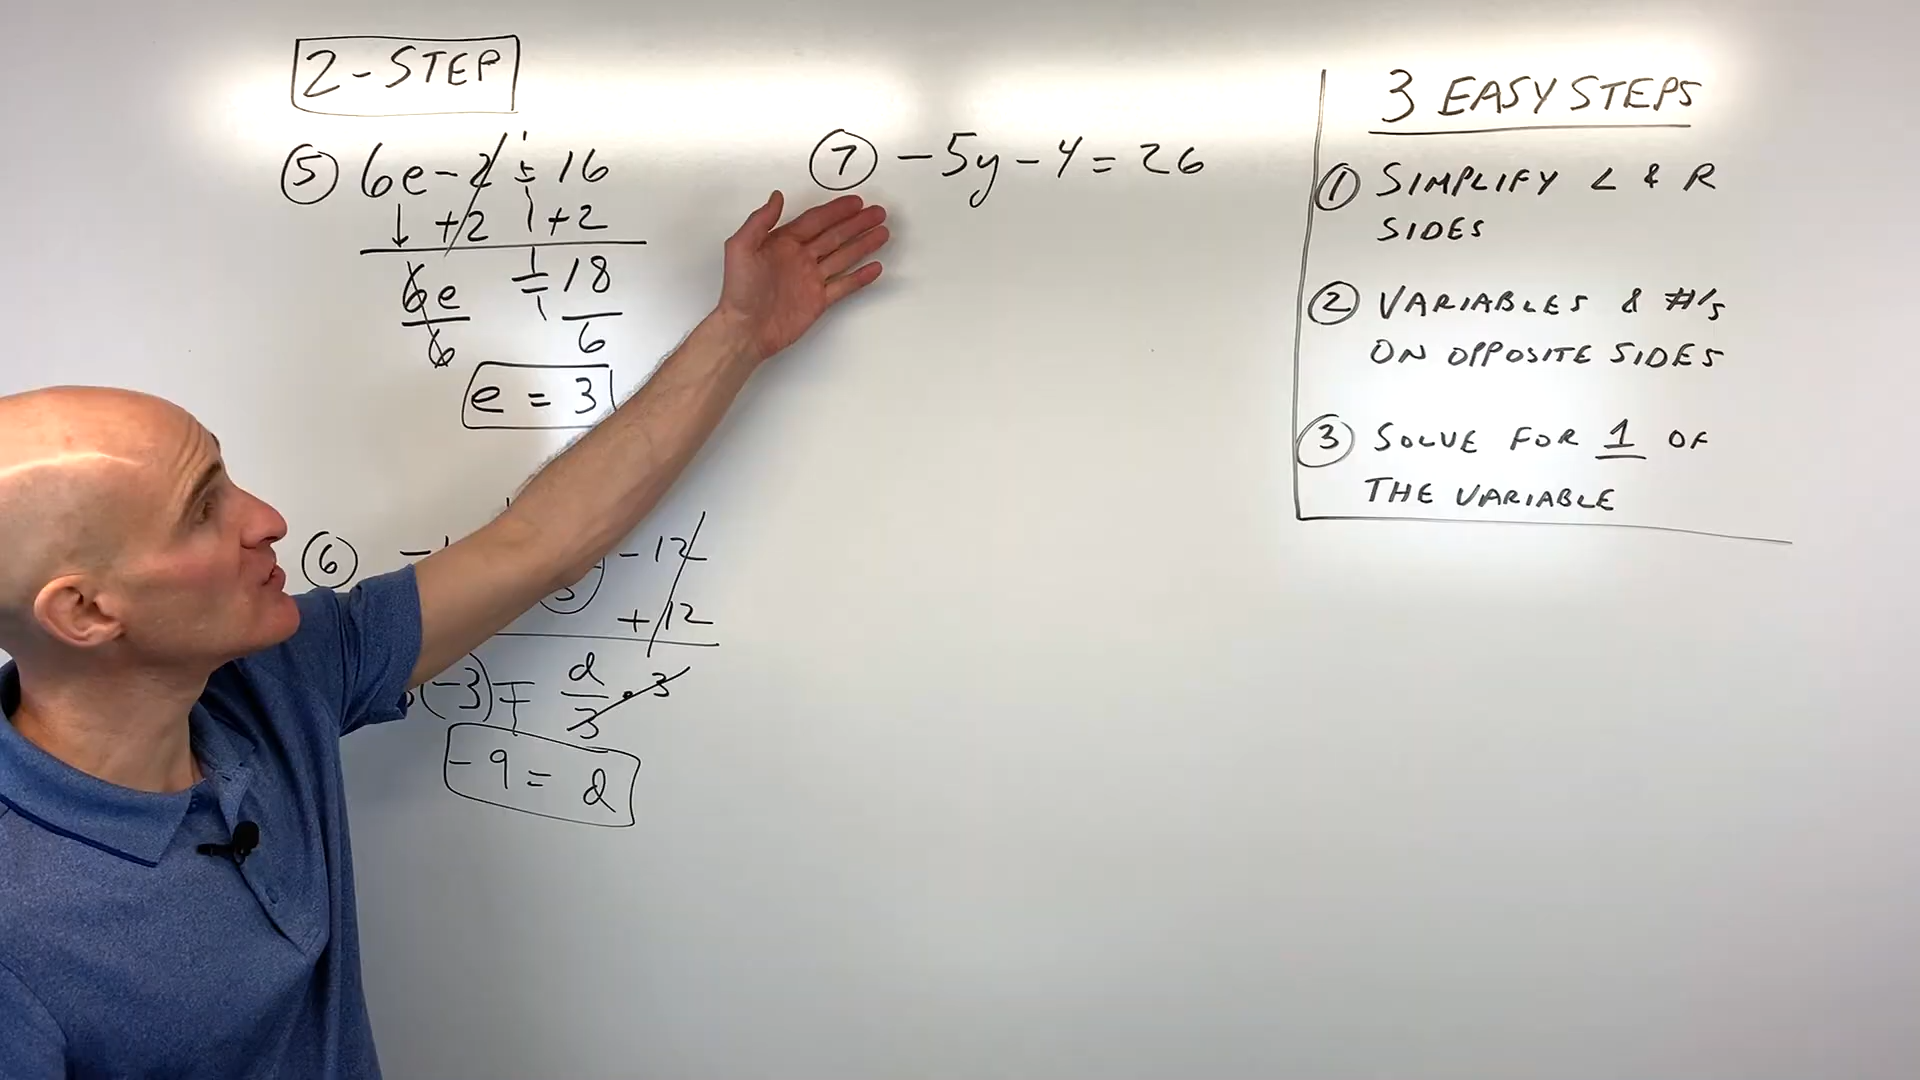 2-STEP
⑤ 6e - 2 = 16
↓ +2 +2
6e = 18
6 6
e = 3
⑥ - 12
+ 12
(-3) = d/3 · 3
-9 = d
⑦ -5y - 4 = 26
3 EASY STEPS
① SIMPLIFY L & R
SIDES
② VARIABLES & #'s
ON OPPOSITE SIDES
③ SOLVE FOR 1 OF
THE VARIABLE